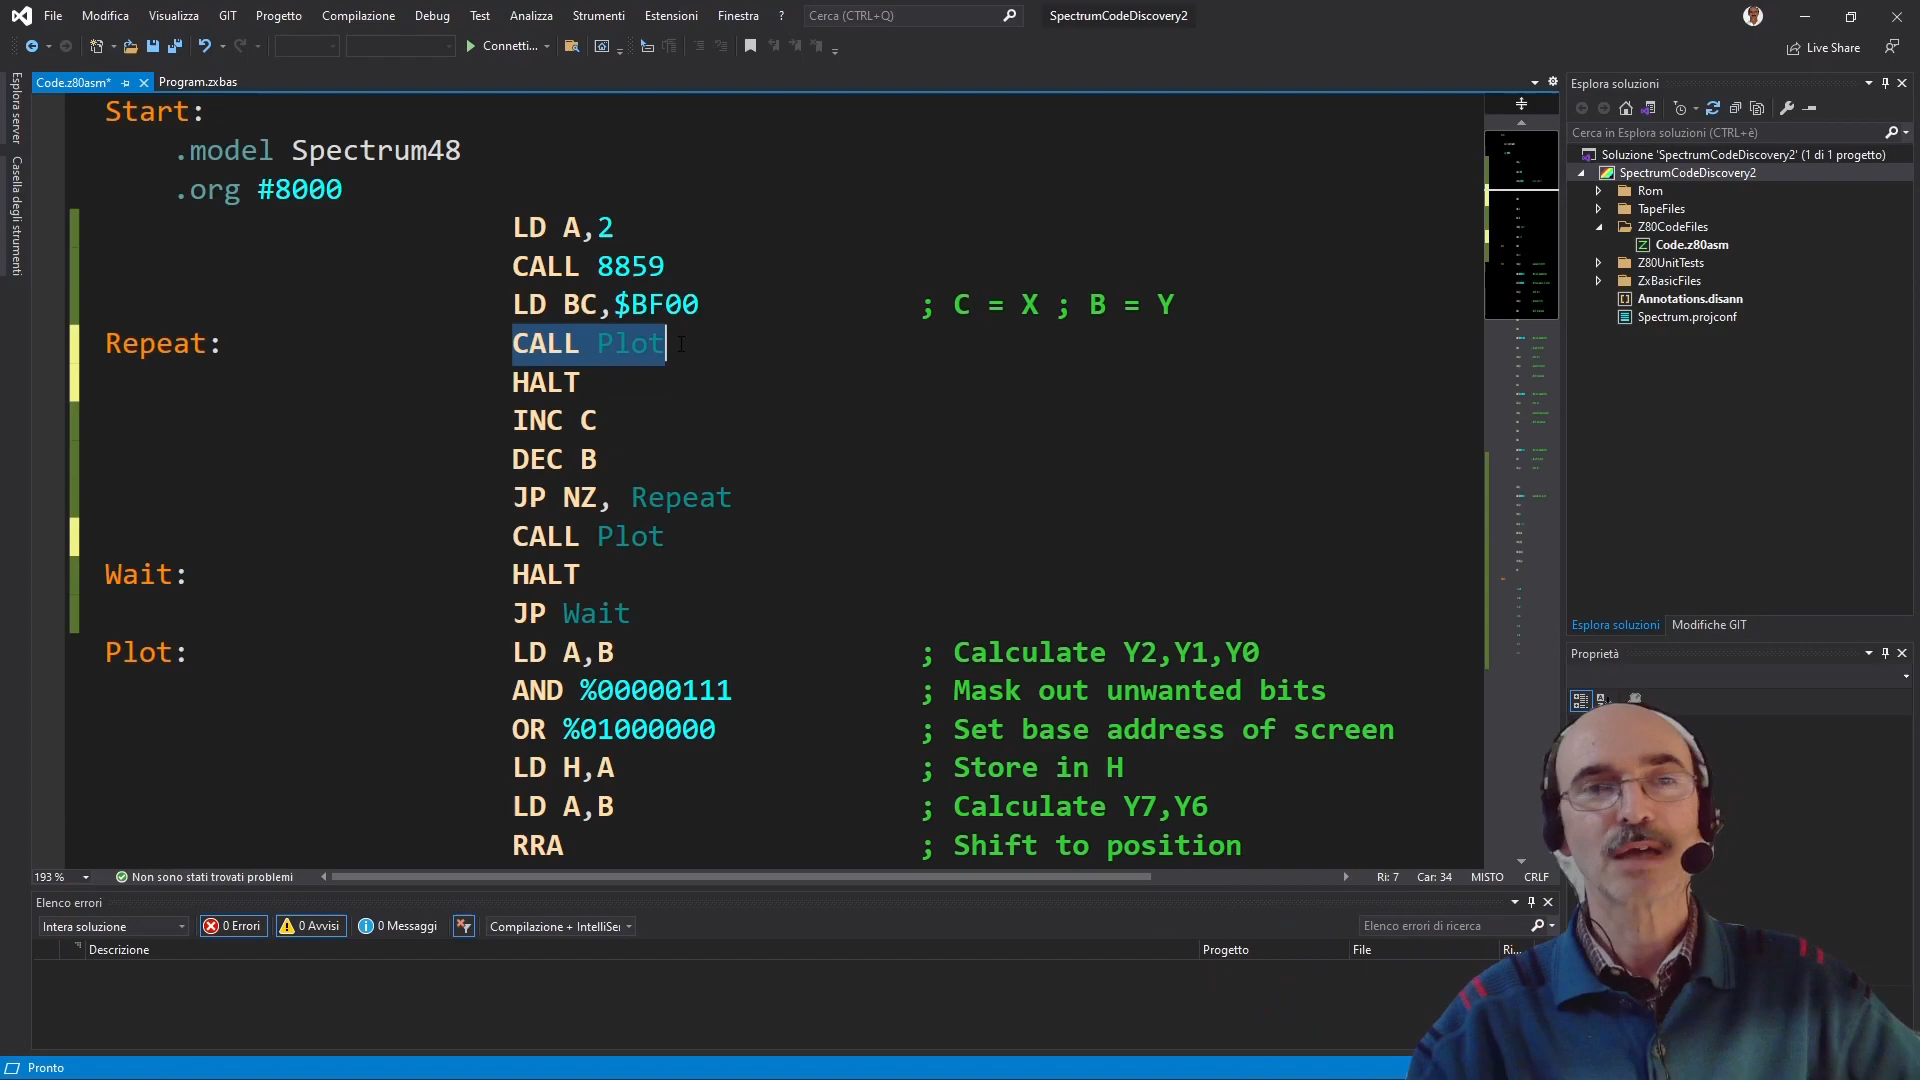 File Modifica Visualizza GIT Progetto Compilazione Debug Test Analizza Strumenti Estensioni Finestra ? Cerca (CTRL+Q) SpectrumCodeDiscovery2
Connetti... Live Share
Esplora server
Casella degli strumenti
Code.z80asm* Program.zxbas
Start:
.model Spectrum48
.org #8000
LD A,2
CALL 8859
LD BC,$BF00 ; C = X ; B = Y
Repeat: CALL Plot
HALT
INC C
DEC B
JP NZ, Repeat
CALL Plot
Wait: HALT
JP Wait
Plot: LD A,B ; Calculate Y2,Y1,Y0
AND %00000111 ; Mask out unwanted bits
OR %01000000 ; Set base address of screen
LD H,A ; Store in H
LD A,B ; Calculate Y7,Y6
RRA ; Shift to position
193 % Non sono stati trovati problemi Ri: 7 Car: 34 MISTO CRLF
Elenco errori
Intera soluzione 0 Errori 0 Avvisi 0 Messaggi Compilazione + IntelliSe Elenco errori di ricerca
Descrizione Progetto File Ri...
Pronto
Esplora soluzioni
Cerca in Esplora soluzioni (CTRL+è)
Soluzione 'SpectrumCodeDiscovery2' (1 di 1 progetto)
SpectrumCodeDiscovery2
Rom
TapeFiles
Z80CodeFiles
Code.z80asm
Z80UnitTests
ZxBasicFiles
Annotations.disann
Spectrum.projconf
Esplora soluzioni Modifiche GIT
Proprietà